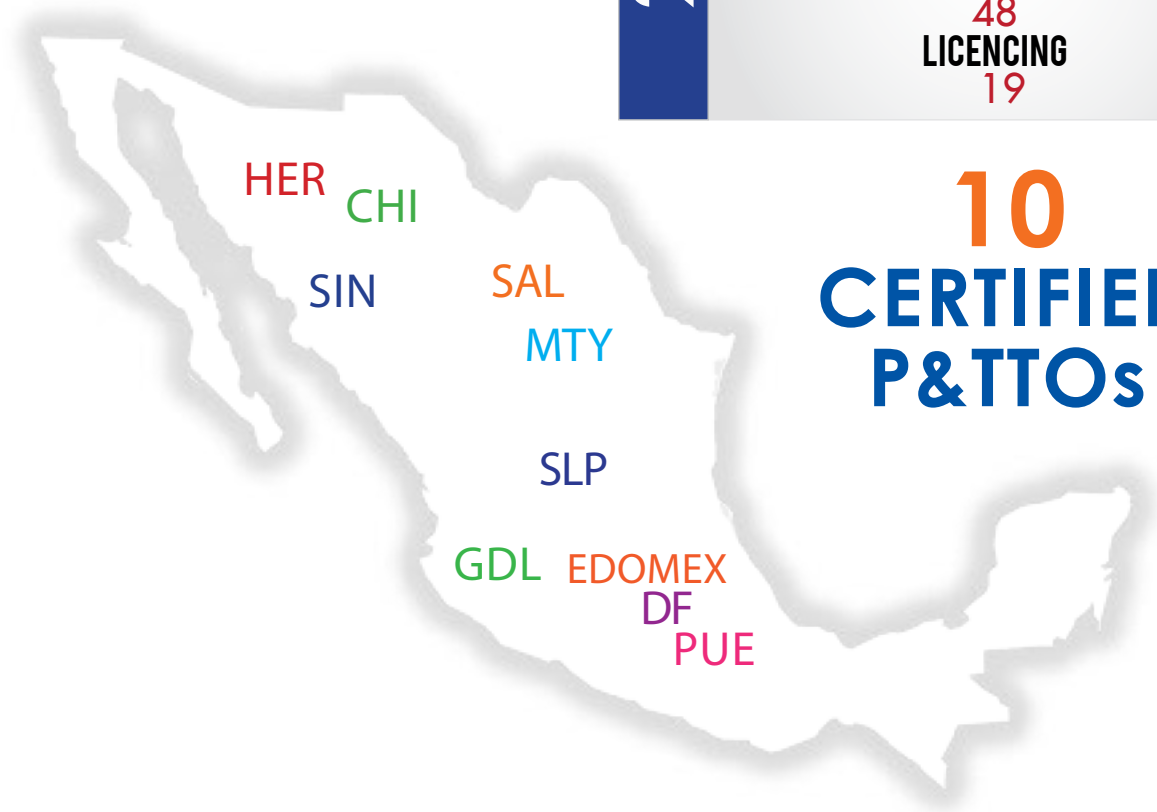 48
LICENCING
19
10
CERTIFIE
P&TTOs
HER
CHI
SIN
SAL
MTY
SLP
GDL
EDOMEX
DF
PUE